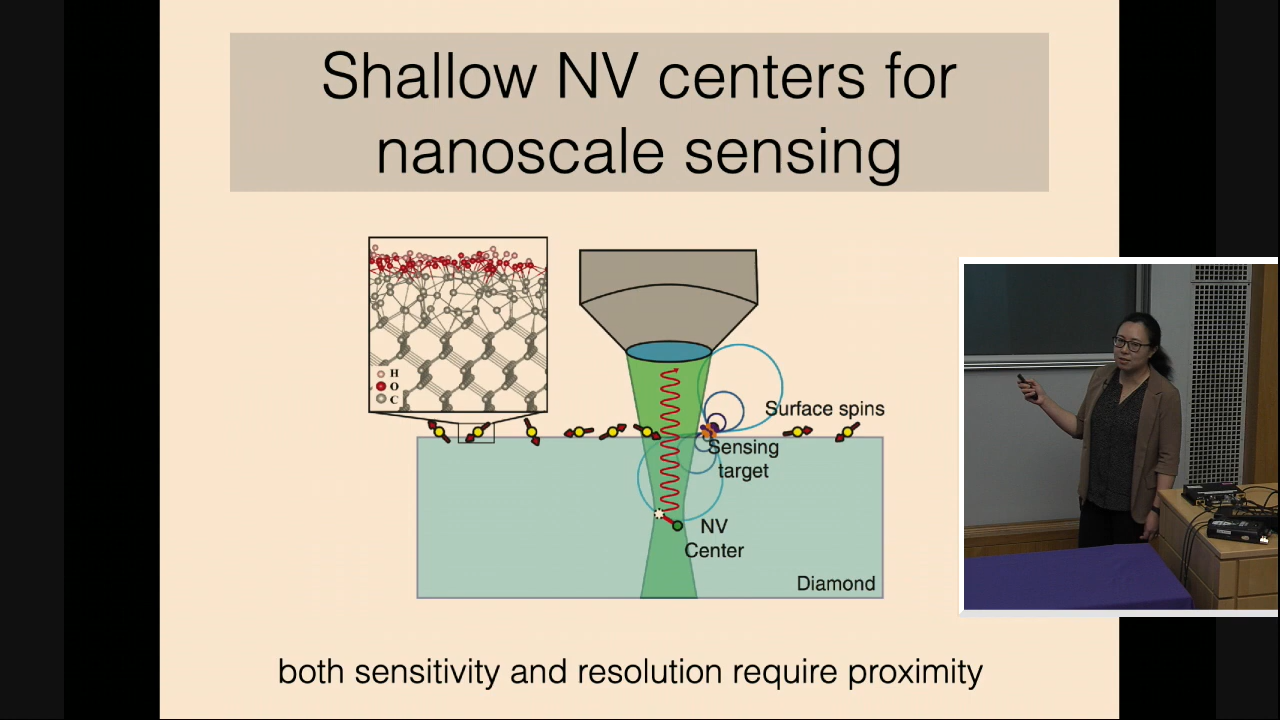 Shallow NV centers for
nanoscale sensing
H
O
C
Surface spins
Sensing
target
NV
Center
Diamond
both sensitivity and resolution require proximity